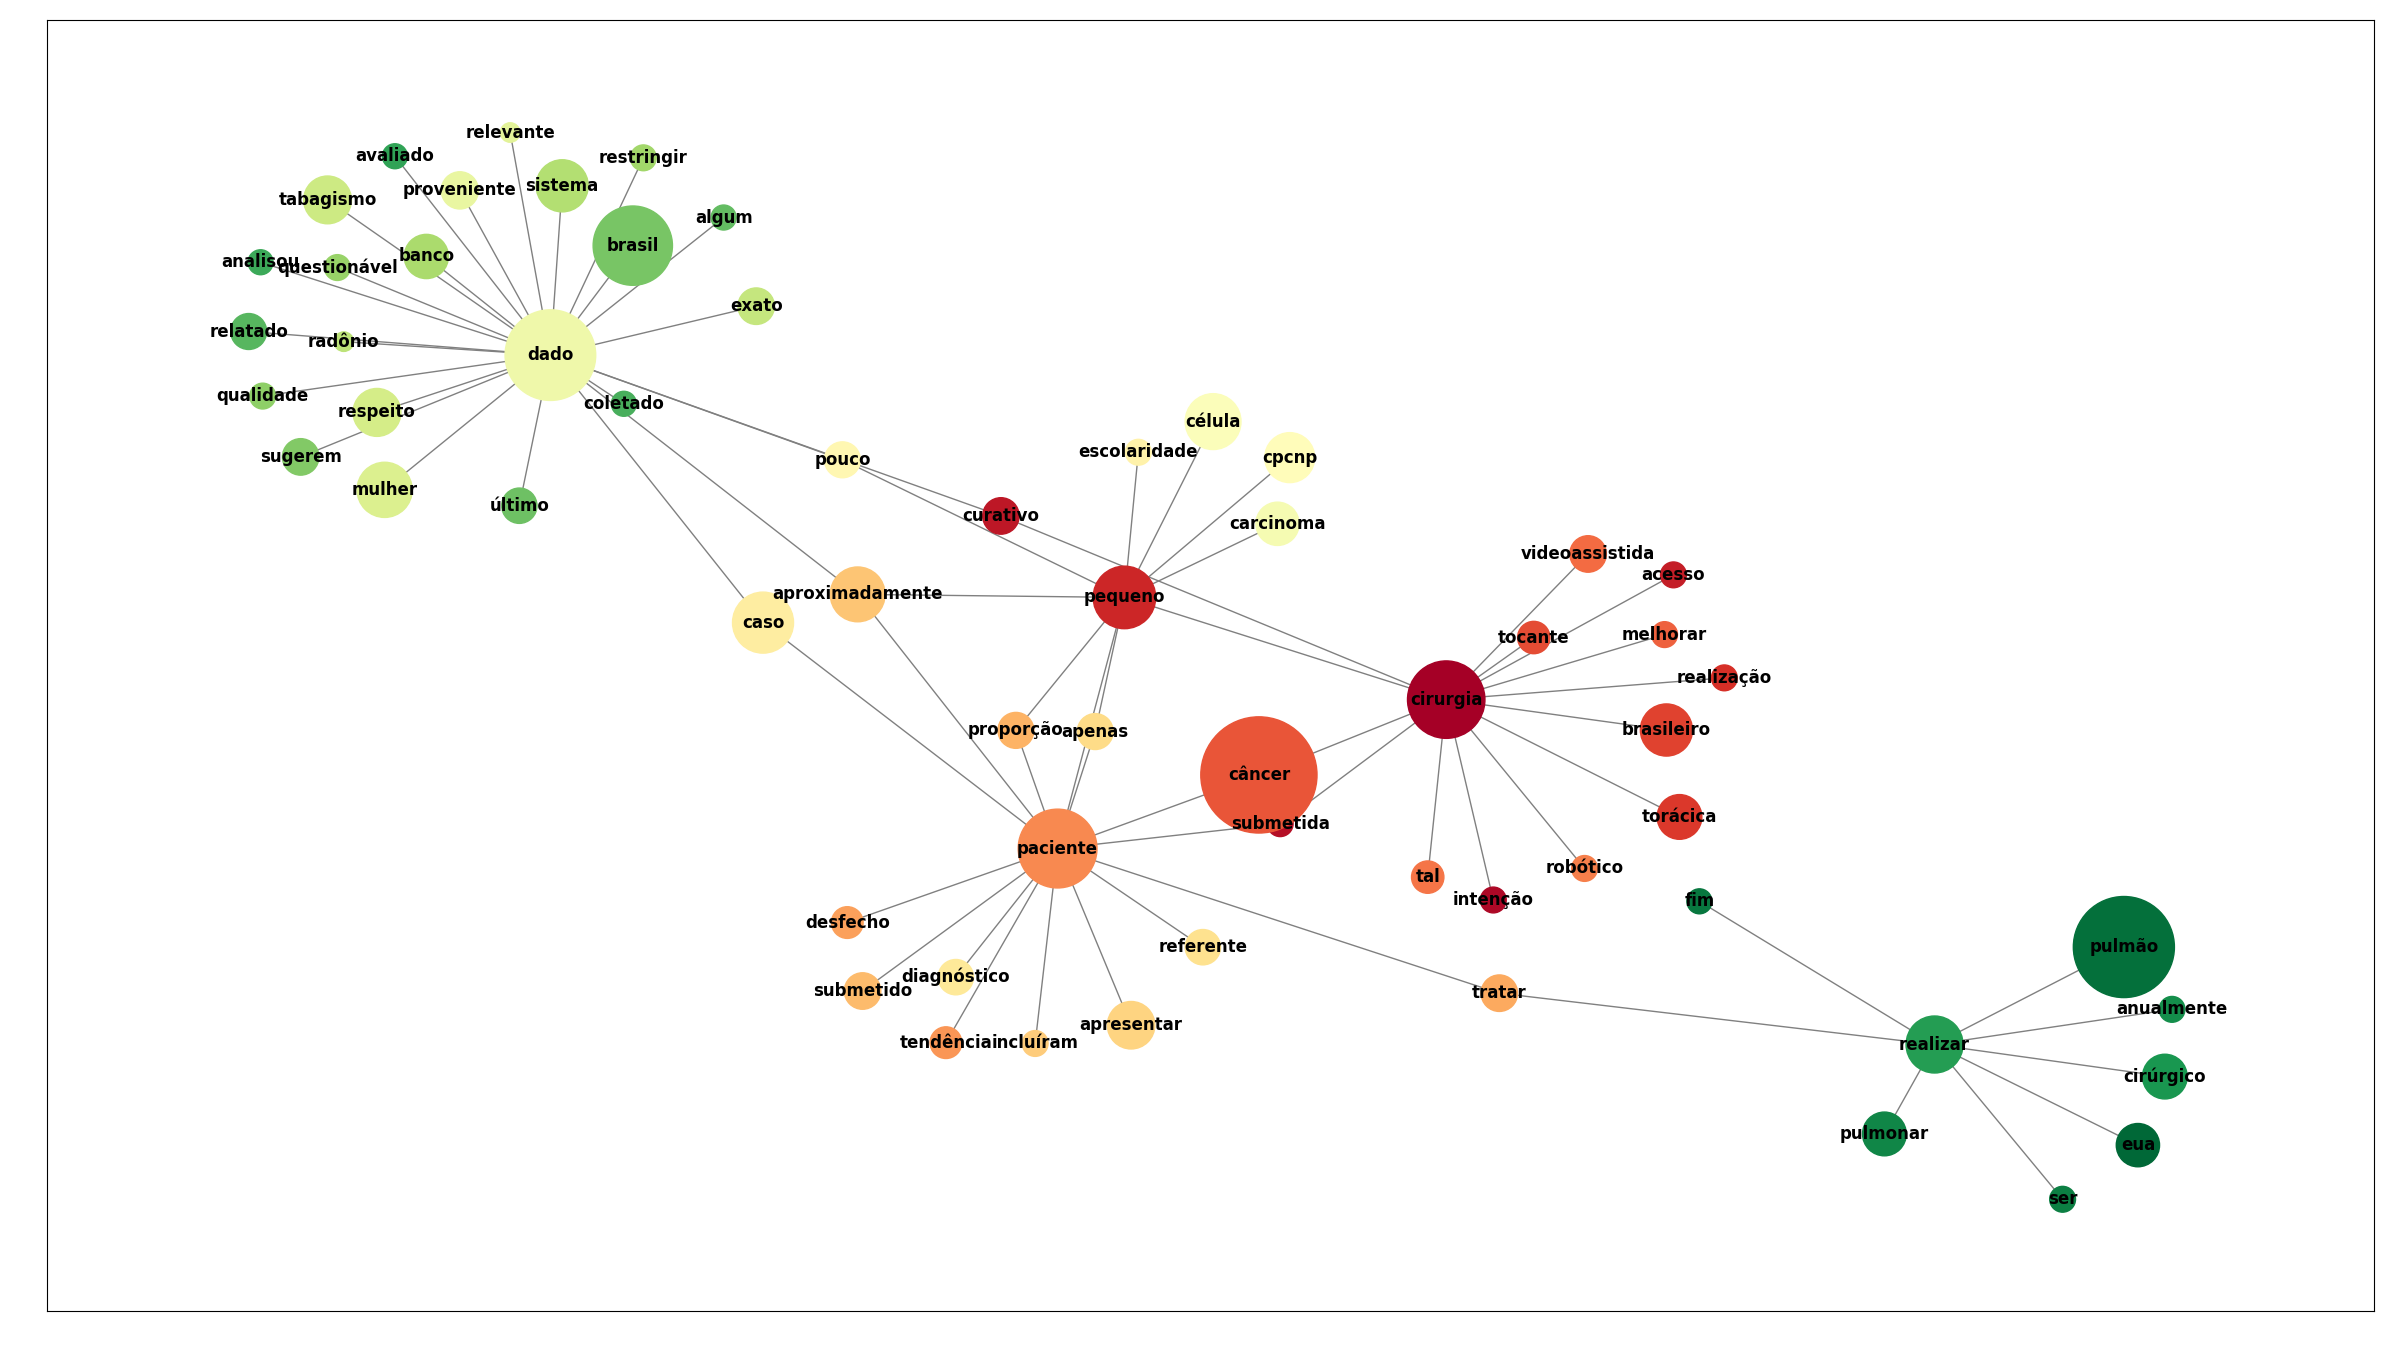 relevante
avaliado
restringir
proveniente
sistema
tabagismo
algum
brasil
banco
analisou
questionável
exato
relatado
radônio
dado
qualidade
coletado
respeito
sugerem
mulher
último
pouco
escolaridade
célula
cpcnp
curativo
carcinoma
videoassistida
acesso
aproximadamente
pequeno
caso
tocante
melhorar
realização
cirurgia
proporção
apenas
brasileiro
câncer
submetida
torácica
paciente
tal
robótico
intenção
fim
desfecho
referente
pulmão
diagnóstico
submetido
tratar
anualmente
apresentar
tendência
incluíram
realizar
cirúrgico
pulmonar
eua
ser